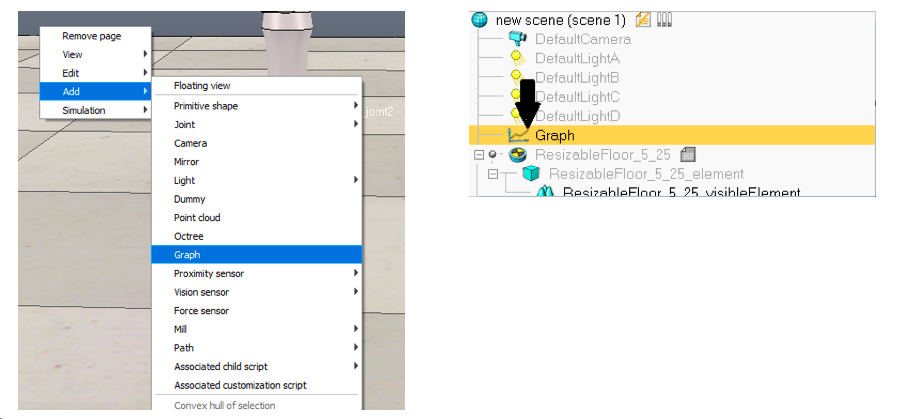 Remove page
View
Edit
Add
Simulation
Floating view
Primitive shape
Joint
Camera
Mirror
Light
Dummy
Point cloud
Octree
Graph
Proximity sensor
Vision sensor
Force sensor
Mill
Path
Associated child script
Associated customization script
Convex hull of selection
joint2
new scene (scene 1)
DefaultCamera
DefaultLightA
DefaultLightB
DefaultLightC
DefaultLightD
Graph
ResizableFloor_5_25
ResizableFloor_5_25_element
ResizableFloor_5_25_visibleElement